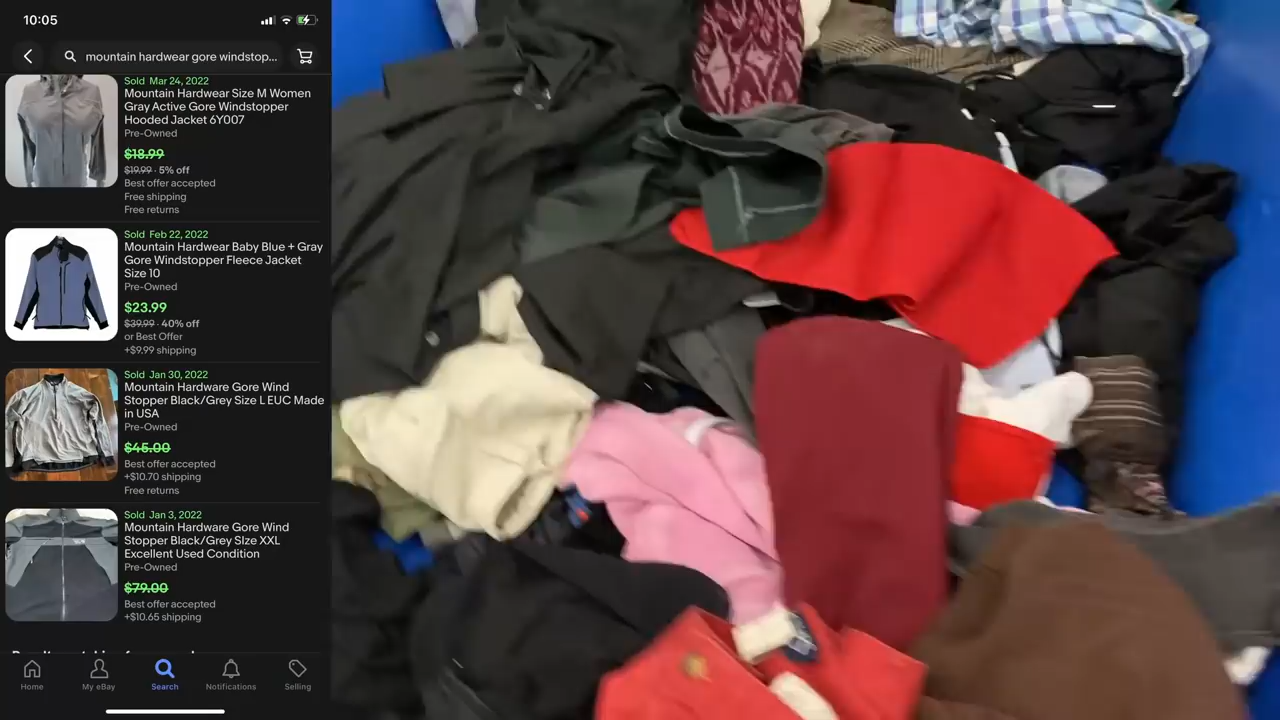 10:05
mountain hardwear gore windstop...
Sold Mar 24, 2022
Mountain Hardwear Size M Women
Gray Active Gore Windstopper
Hooded Jacket 6Y007
Pre-Owned
$18.99
$19.99 · 5% off
Best offer accepted
Free shipping
Free returns
Sold Feb 22, 2022
Mountain Hardwear Baby Blue + Gray
Gore Windstopper Fleece Jacket
Size 10
Pre-Owned
$23.99
$39.99 · 40% off
or Best Offer
+$9.99 shipping
Sold Jan 30, 2022
Mountain Hardware Gore Wind
Stopper Black/Grey Size L EUC Made
in USA
Pre-Owned
$45.00
Best offer accepted
+$10.70 shipping
Free returns
Sold Jan 3, 2022
Mountain Hardware Gore Wind
Stopper Black/Grey SIze XXL
Excellent Used Condition
Pre-Owned
$79.00
Best offer accepted
+$10.65 shipping
Home
My eBay
Search
Notifications
Selling